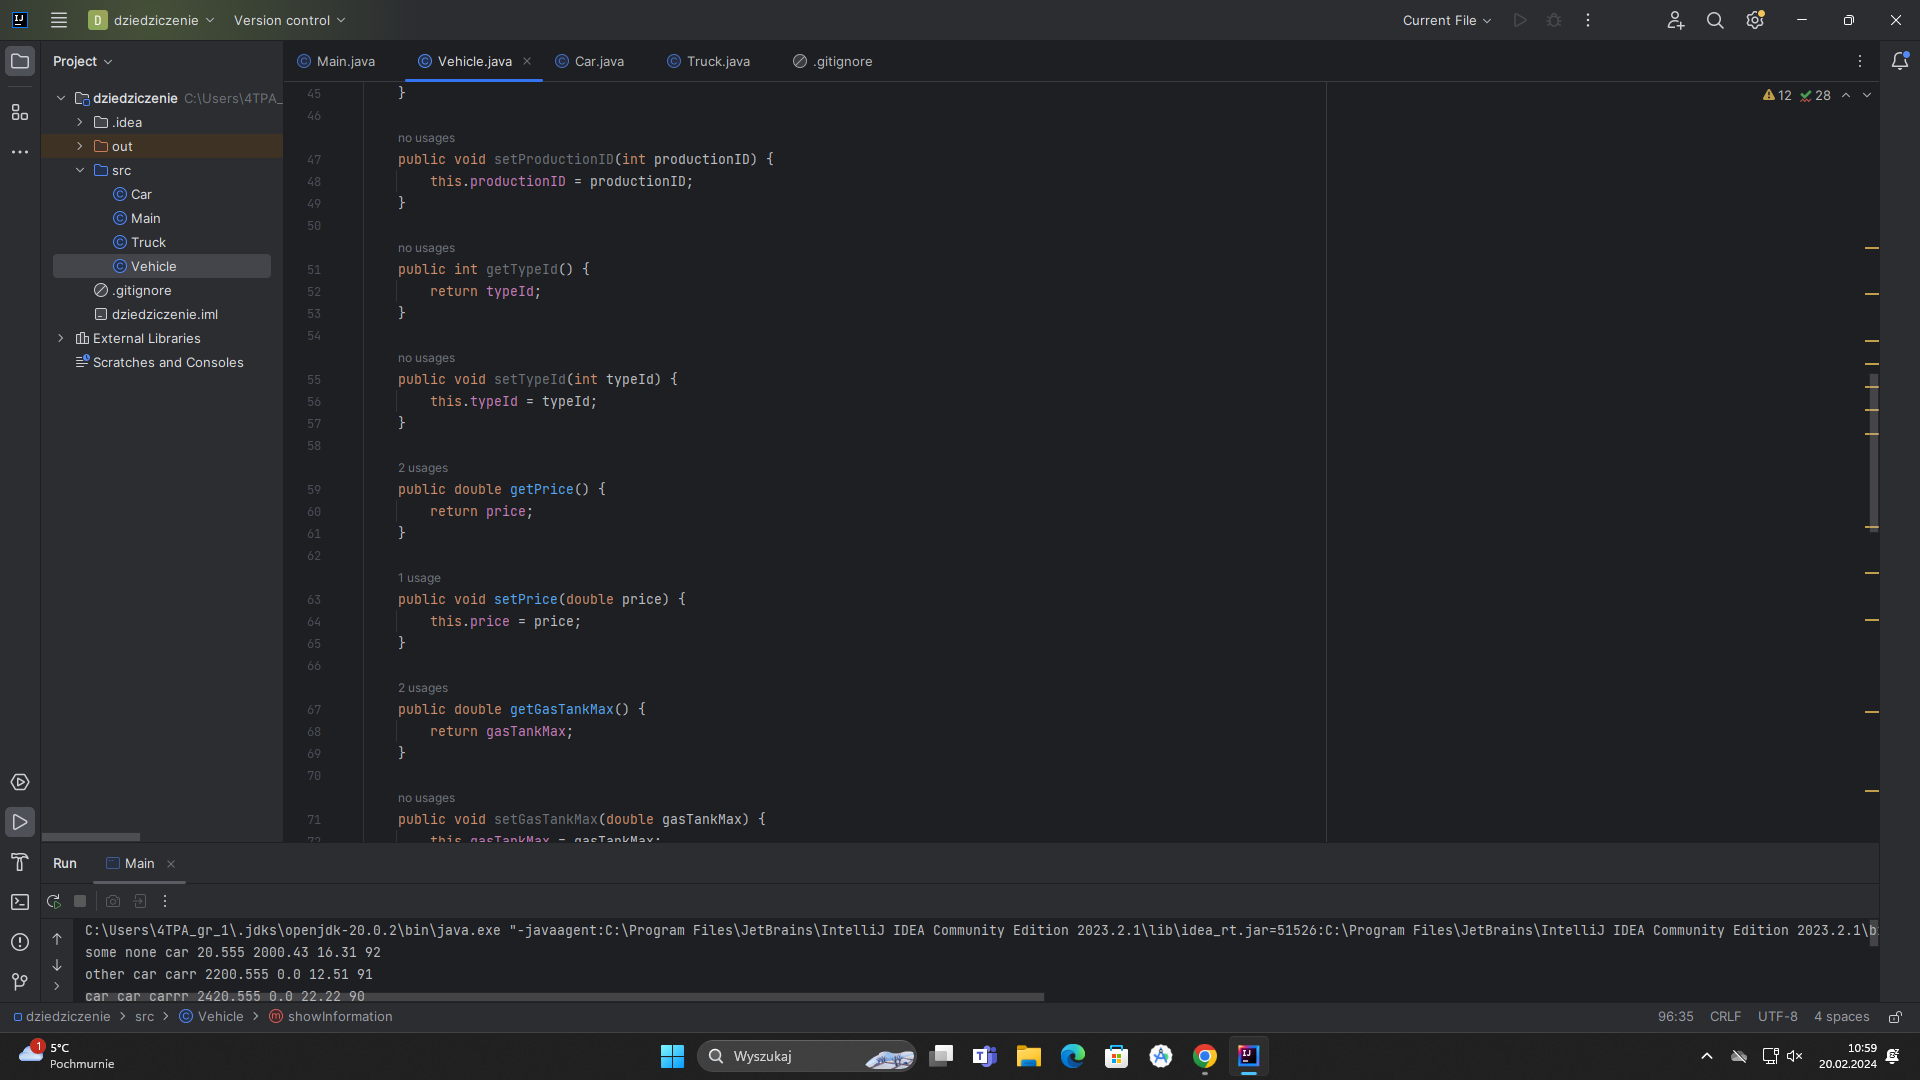 D dziedziczenie Version control Current File
Project
Main.java Vehicle.java Car.java Truck.java .gitignore
dziedziczenie C:\Users\4TPA_
.idea
out
src
Car
Main
Truck
Vehicle
.gitignore
dziedziczenie.iml
External Libraries
Scratches and Consoles
12 28
45 }
46
no usages
47 public void setProductionID(int productionID) {
48 this.productionID = productionID;
49 }
50
no usages
51 public int getTypeId() {
52 return typeId;
53 }
54
no usages
55 public void setTypeId(int typeId) {
56 this.typeId = typeId;
57 }
58
2 usages
59 public double getPrice() {
60 return price;
61 }
62
1 usage
63 public void setPrice(double price) {
64 this.price = price;
65 }
66
2 usages
67 public double getGasTankMax() {
68 return gasTankMax;
69 }
70
no usages
71 public void setGasTankMax(double gasTankMax) {
72 this.gasTankMax = gasTankMax;
Run Main
C:\Users\4TPA_gr_1\.jdks\openjdk-20.0.2\bin\java.exe "-javaagent:C:\Program Files\JetBrains\IntelliJ IDEA Community Edition 2023.2.1\lib\idea_rt.jar=51526:C:\Program Files\JetBrains\IntelliJ IDEA Community Edition 2023.2.1\b
some none car 20.555 2000.43 16.31 92
other car carr 2200.555 0.0 12.51 91
car car carrr 2420.555 0.0 22.22 90
dziedziczenie src Vehicle showInformation 96:35 CRLF UTF-8 4 spaces
1 5°C
Pochmurnie
Wyszukaj
10:59
20.02.2024